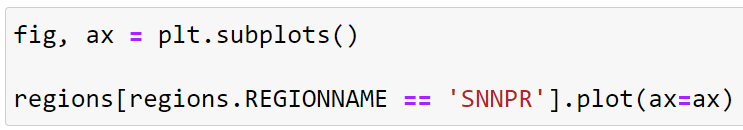 fig, ax = plt.subplots()
regions[regions.REGIONNAME == 'SNNPR'].plot(ax=ax)